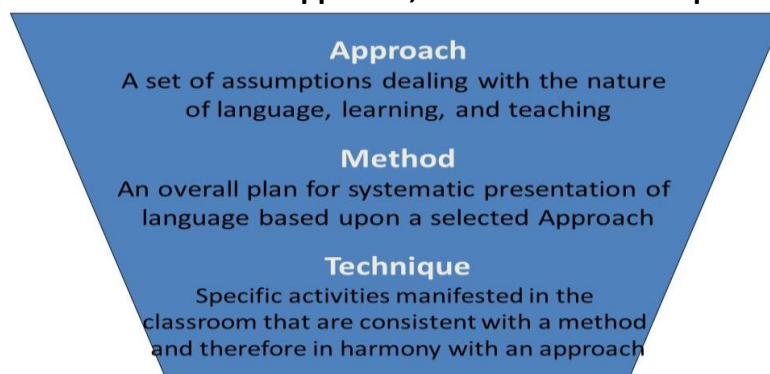 Approach
A set of assumptions dealing with the nature
of language, learning, and teaching
Method
An overall plan for systematic presentation of
language based upon a selected Approach
Technique
Specific activities manifested in the
classroom that are consistent with a method
and therefore in harmony with an approach